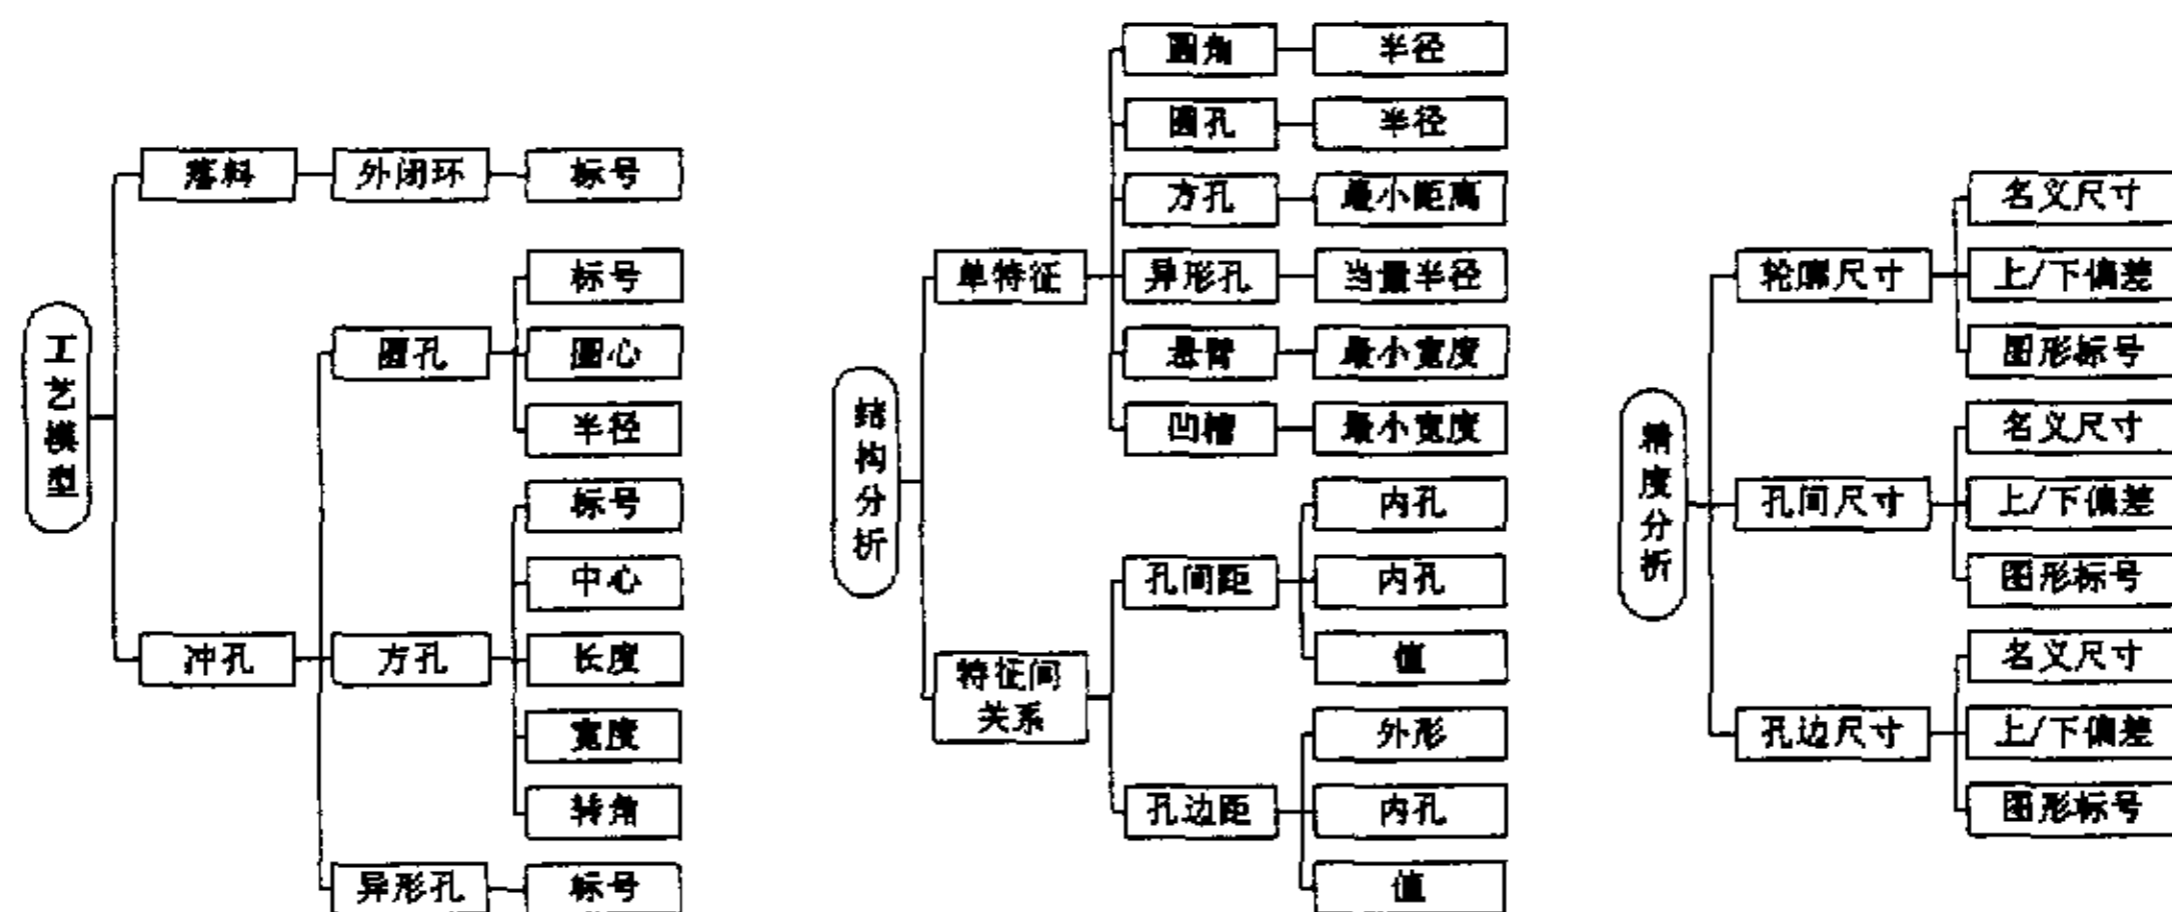 工艺模型
落料
外闭环
标号
冲孔
圆孔
标号
圆心
半径
方孔
标号
中心
长度
宽度
转角
异形孔
标号
结构分析
单特征
圆角
半径
圆孔
半径
方孔
最小距离
异形孔
当量半径
悬臂
最小宽度
凹槽
最小宽度
特征间
关系
孔间距
内孔
内孔
值
孔边距
外形
内孔
值
精度分析
轮廓尺寸
名义尺寸
上/下偏差
图形标号
孔间尺寸
名义尺寸
上/下偏差
图形标号
孔边尺寸
名义尺寸
上/下偏差
图形标号